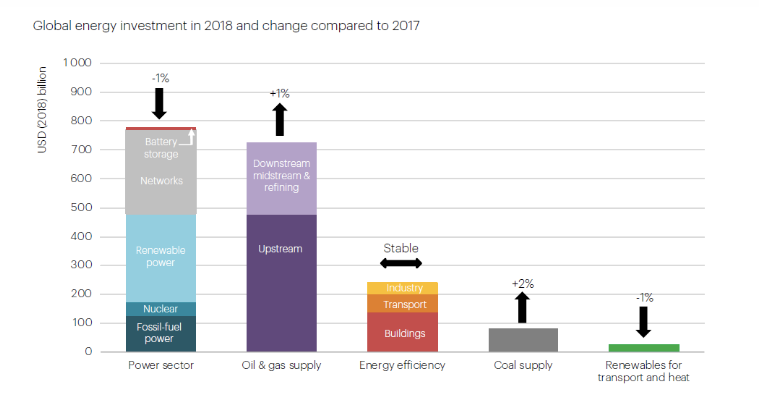 Global energy investment in 2018 and change compared to 2017
USD (2018) billion
1 000
900
800
700
600
500
400
300
200
100
0
-1%
Battery
storage
Networks
Renewable
power
Nuclear
Fossil-fuel
power
+1%
Downstream
midstream &
refining
Upstream
Stable
Industry
Transport
Buildings
+2%
-1%
Power sector
Oil & gas supply
Energy efficiency
Coal supply
Renewables for
transport and heat